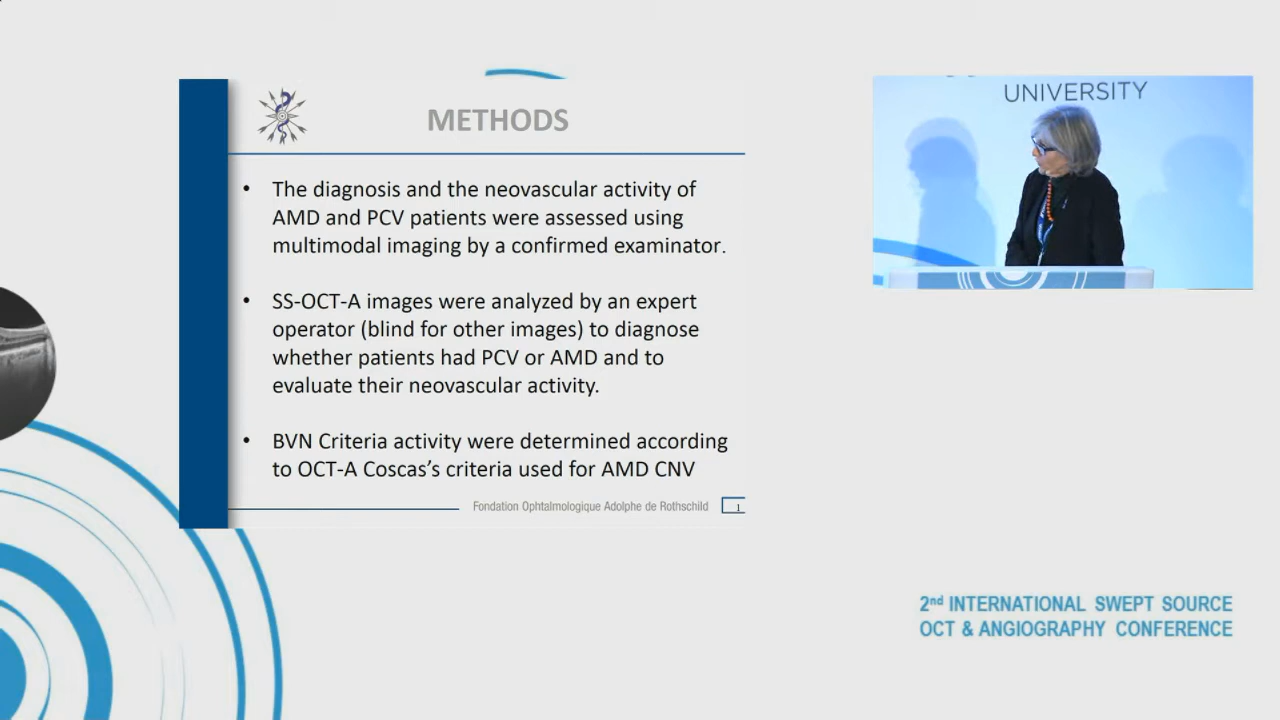 METHODS
• The diagnosis and the neovascular activity of
AMD and PCV patients were assessed using
multimodal imaging by a confirmed examinator.
• SS-OCT-A images were analyzed by an expert
operator (blind for other images) to diagnose
whether patients had PCV or AMD and to
evaluate their neovascular activity.
• BVN Criteria activity were determined according
to OCT-A Coscas's criteria used for AMD CNV
Fondation Ophtalmologique Adolphe de Rothschild
1
UNIVERSITY
2nd INTERNATIONAL SWEPT SOURCE
OCT & ANGIOGRAPHY CONFERENCE